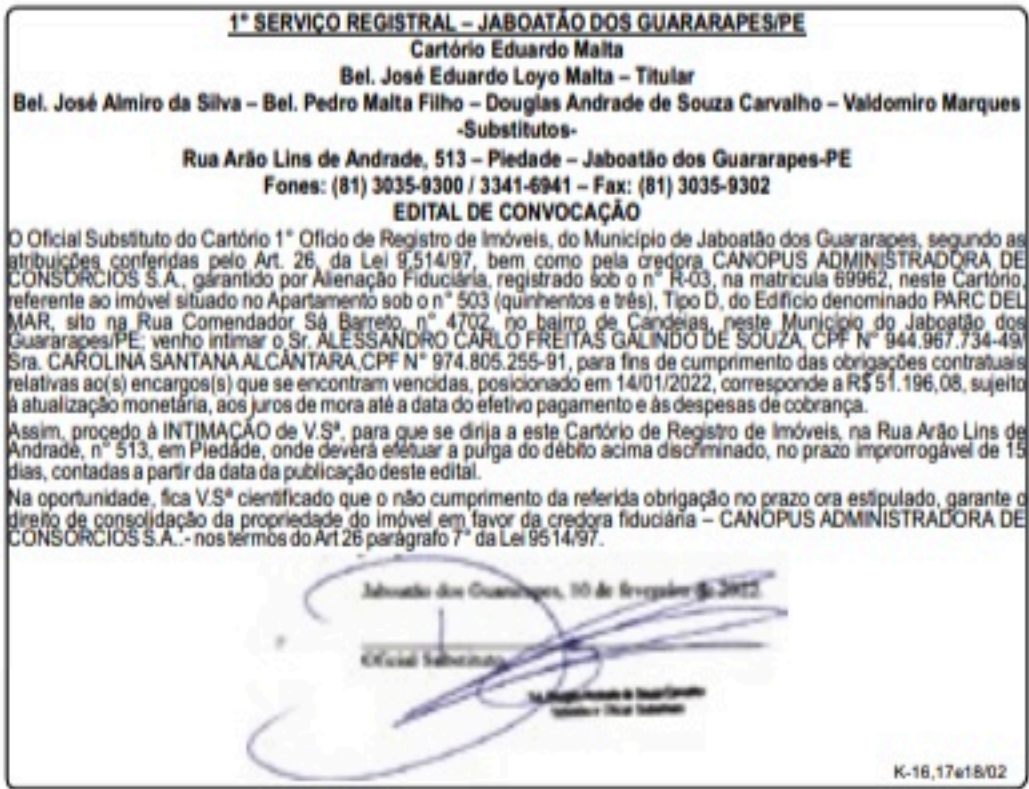 1° SERVIÇO REGISTRAL – JABOATÃO DOS GUARARAPES/PE
Cartório Eduardo Malta
Bel. José Eduardo Loyo Malta – Titular
Bel. José Almiro da Silva – Bel. Pedro Malta Filho – Douglas Andrade de Souza Carvalho – Valdomiro Marques
-Substitutos-
Rua Arão Lins de Andrade, 513 – Piedade – Jaboatão dos Guararapes-PE
Fones: (81) 3035-9300 / 3341-6941 – Fax: (81) 3035-9302
EDITAL DE CONVOCAÇÃO
O Oficial Substituto do Cartório 1° Ofício de Registro de Imóveis, do Município de Jaboatão dos Guararapes, segundo as
atribuições conferidas pelo Art. 26, da Lei 9.514/97, bem como pela credora CANOPUS ADMINISTRADORA DE
CONSORCIOS S.A., garantido por Alienação Fiduciária, registrado sob o n° R-03, na matricula 69962, neste Cartório,
referente ao imóvel situado no Apartamento sob o n° 503 (quinhentos e três), Tipo D, do Edifício denominado PARC DEL
MAR, sito na Rua Comendador Sá Barreto, n° 4702, no bairro de Candeias, neste Município do Jaboatão dos
Guararapes/PE; venho intimar o Sr. ALESSANDRO CARLO FREITAS GALINDO DE SOUZA, CPF N° 944.967.734-49/
Sra. CAROLINA SANTANA ALCÂNTARA, CPF N° 974.805.255-91, para fins de cumprimento das obrigações contratuais
relativas ao(s) encargos(s) que se encontram vencidas, posicionado em 14/01/2022, corresponde a R$ 51.196,08, sujeito
à atualização monetária, aos juros de mora até a data do efetivo pagamento e às despesas de cobrança.
Assim, procedo à INTIMAÇÃO de V.Sª, para que se dirija a este Cartório de Registro de Imóveis, na Rua Arão Lins de
Andrade, n° 513, em Piedade, onde deverá efetuar a purga do débito acima discriminado, no prazo improrrogável de 15
dias, contadas a partir da data da publicação deste edital.
Na oportunidade, fica V.Sª cientificado que o não cumprimento da referida obrigação no prazo ora estipulado, garante o
direito de consolidação da propriedade do imóvel em favor da credora fiduciária – CANOPUS ADMINISTRADORA DE
CONSORCIOS S.A..- nos termos do Art 26 parágrafo 7° da Lei 9514/97.
Jaboatão dos Guararapes, 10 de fevereiro de 2022.
Oficial Substituto
Douglas Andrade de Souza Carvalho
Oficial Substituto
K-16,17e18/02